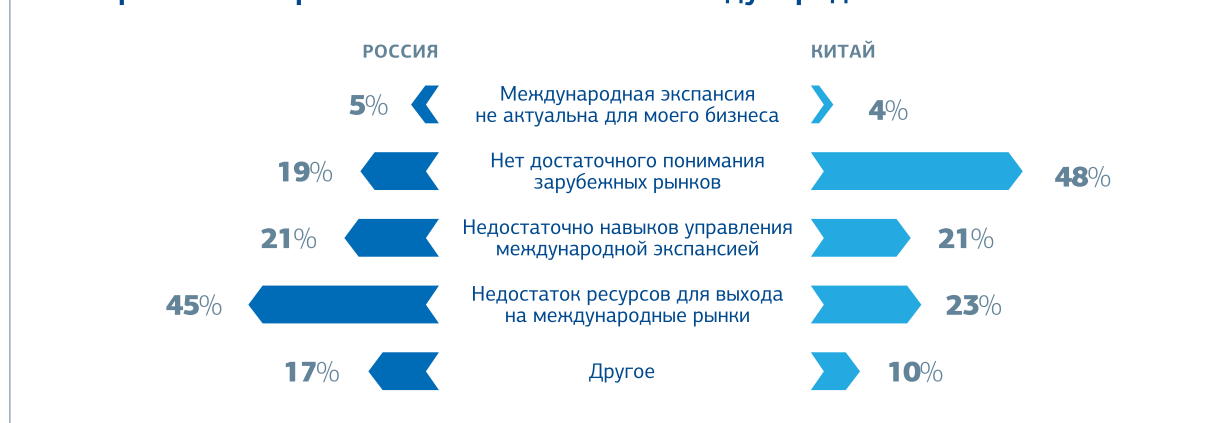 РОССИЯ
КИТАЙ
5%
Международная экспансия
не актуальна для моего бизнеса
4%
19%
Нет достаточного понимания
зарубежных рынков
48%
21%
Недостаточно навыков управления
международной экспансией
21%
45%
Недостаток ресурсов для выхода
на международные рынки
23%
17%
Другое
10%